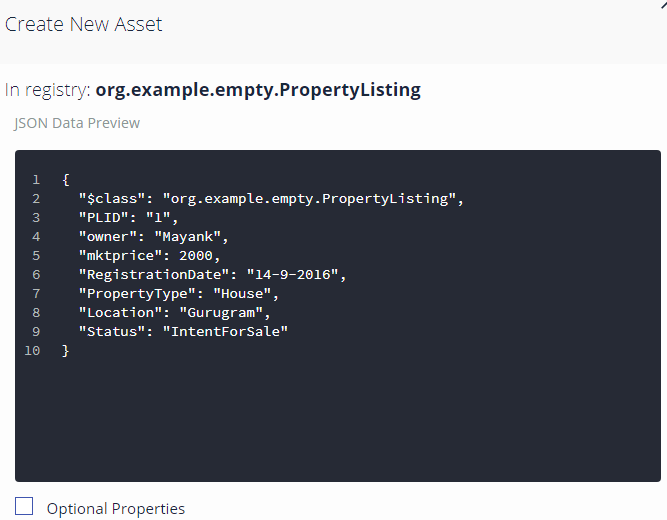 Create New Asset
In registry: org.example.empty.PropertyListing
JSON Data Preview
1 {
2 "$class": "org.example.empty.PropertyListing",
3 "PLID": "1",
4 "owner": "Mayank",
5 "mktprice": 2000,
6 "RegistrationDate": "14-9-2016",
7 "PropertyType": "House",
8 "Location": "Gurugram",
9 "Status": "IntentForSale"
10 }
Optional Properties